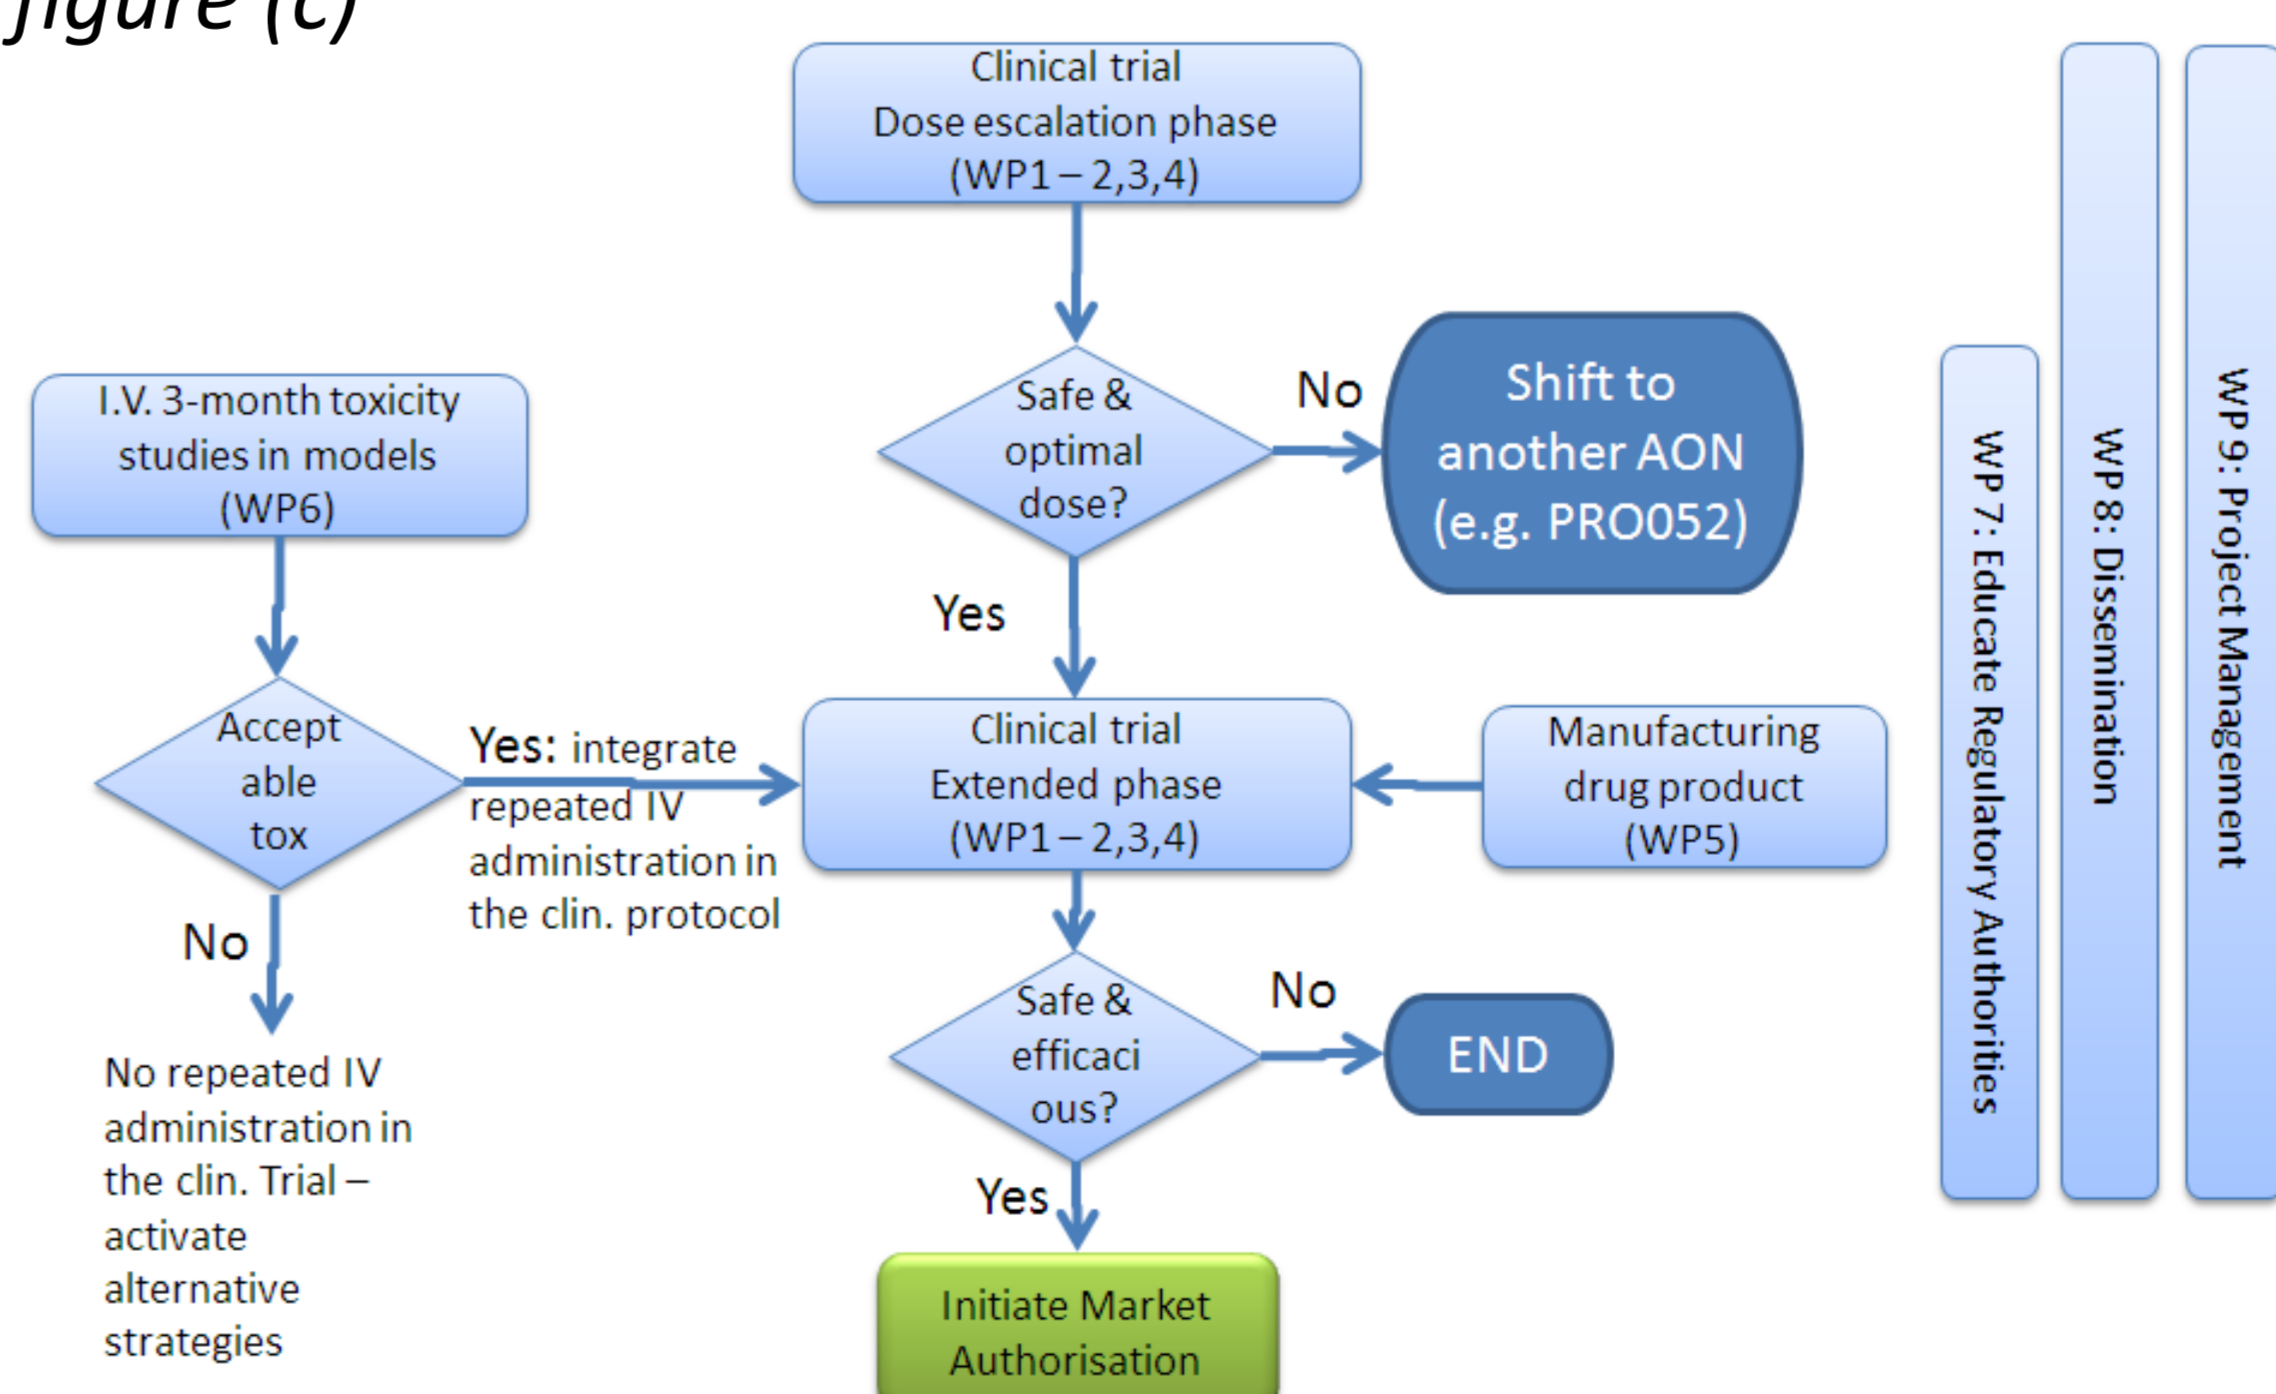 figure (c)
Clinical trial
Dose escalation phase
(WP1 – 2,3,4)
I.V. 3-month toxicity
studies in models
(WP6)
Safe &
optimal
dose?
No
Shift to
another AON
(e.g. PRO052)
Yes
Accept
able
tox
Yes: integrate
repeated IV
administration in
the clin. protocol
Clinical trial
Extended phase
(WP1 – 2,3,4)
Manufacturing
drug product
(WP5)
No
No repeated IV
administration in
the clin. Trial –
activate
alternative
strategies
Safe &
efficaci
ous?
No
END
Yes
Initiate Market
Authorisation
WP 7: Educate Regulatory Authorities
WP 8: Dissemination
WP 9: Project Management